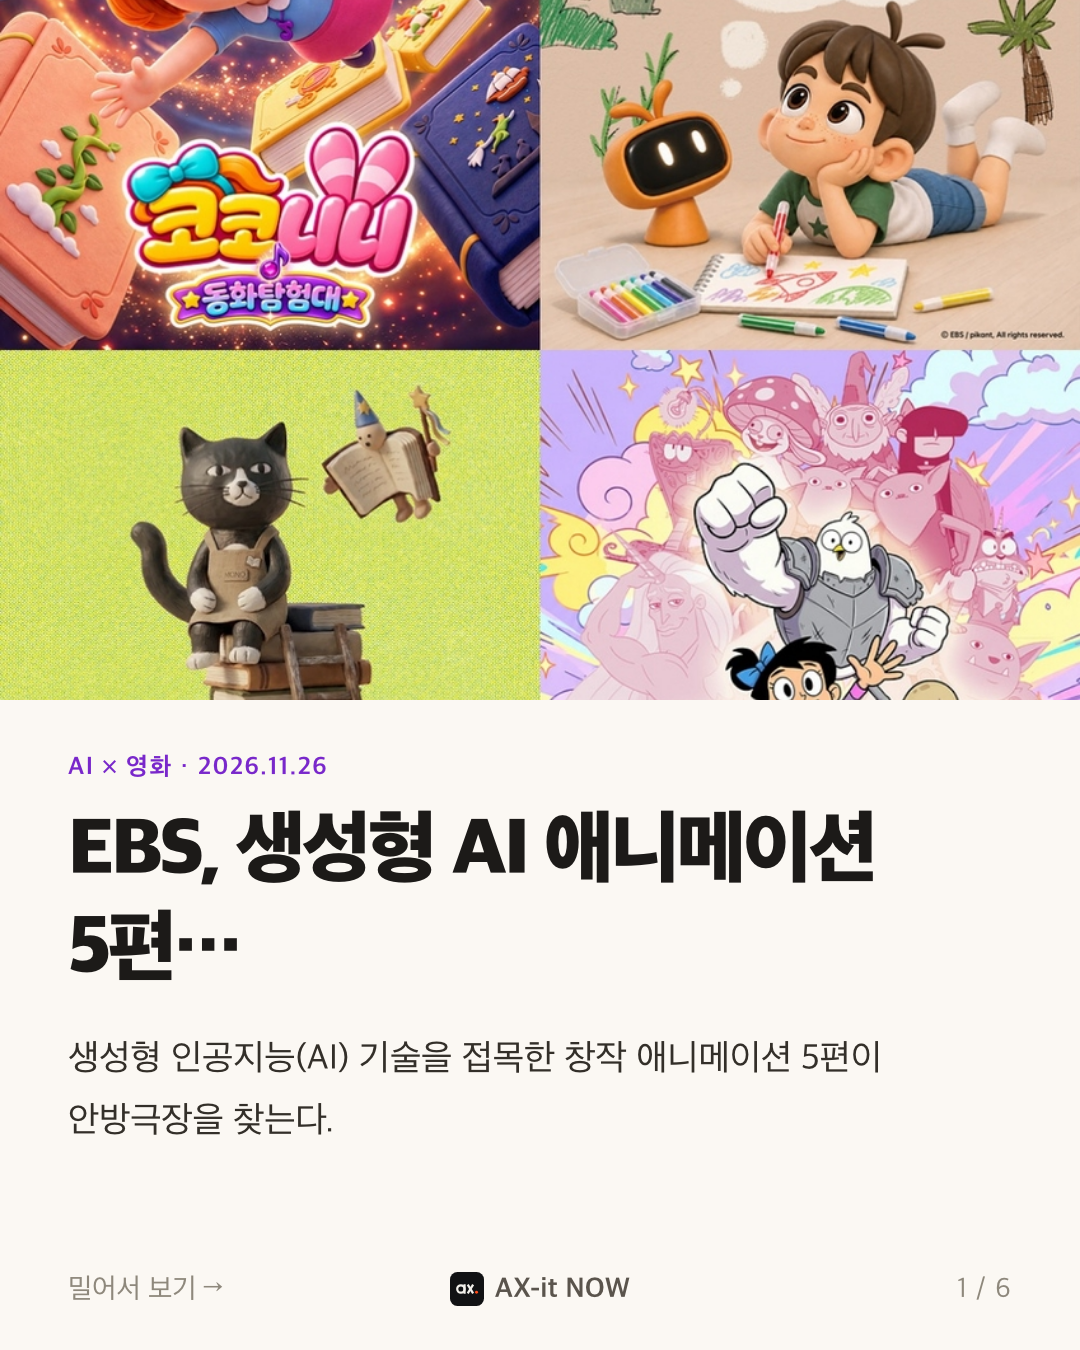 코코니니
동화탐험대
© EBS / pikont, All rights reserved.
MONO
AI × 영화 · 2026.11.26
EBS, 생성형 AI 애니메이션
5편…
생성형 인공지능(AI) 기술을 접목한 창작 애니메이션 5편이
안방극장을 찾는다.
밀어서 보기 →
ax.
AX-it NOW
1 / 6